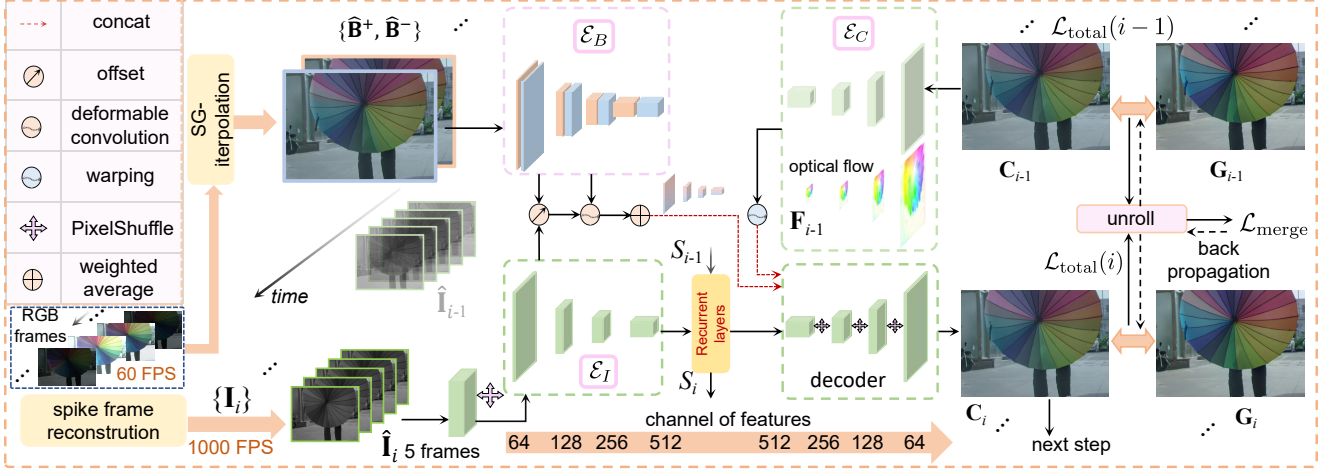 concat
offset
deformable
convolution
warping
PixelShuffle
weighted
average
RGB
frames
60 FPS
spike frame
reconstrution
SG-
iterpolation
{B̂⁺, B̂⁻}
time
Î_{i-1}
{I_i}
1000 FPS
Î_i 5 frames
ℰ_B
ℰ_I
S_{i-1}
Recurrent
layers
S_i
ℰ_C
optical flow
F_{i-1}
decoder
channel of features
64 128 256 512 512 256 128 64
ℒ_total(i−1)
C_{i-1}
G_{i-1}
unroll
ℒ_merge
back
propagation
ℒ_total(i)
C_i
G_i
next step